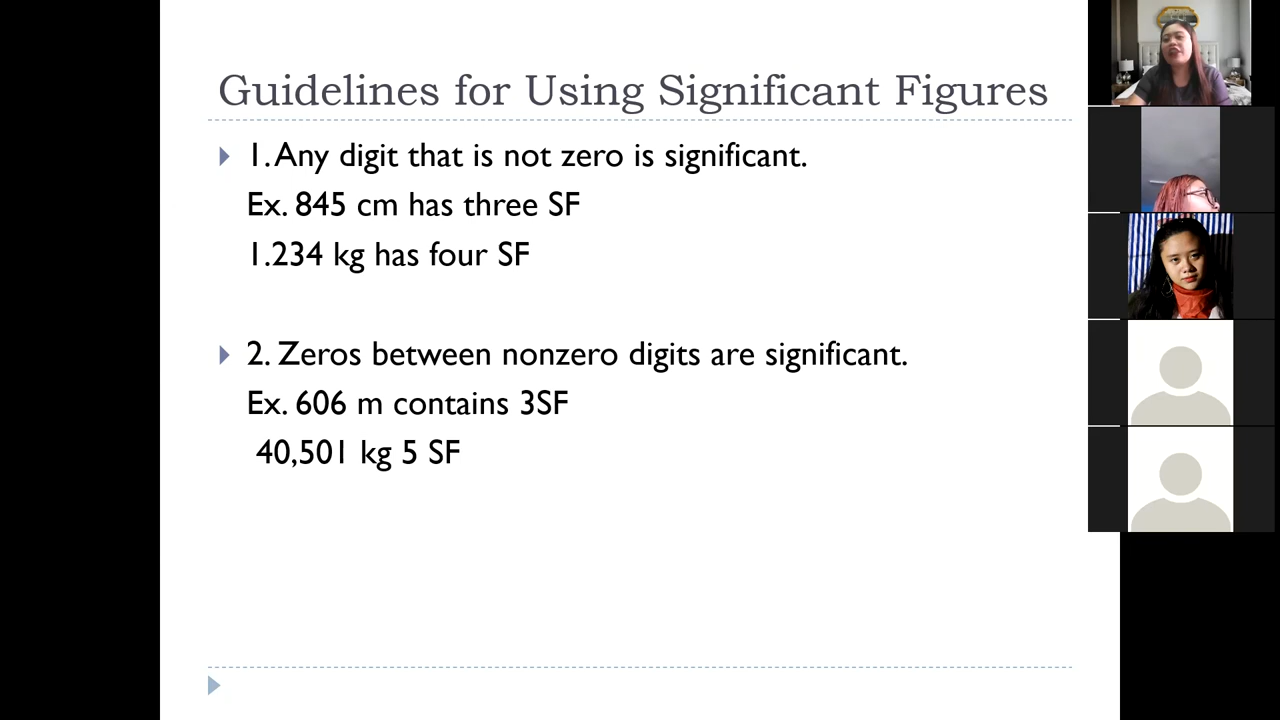 Guidelines for Using Significant Figures
1. Any digit that is not zero is significant.
Ex. 845 cm has three SF
1.234 kg has four SF
2. Zeros between nonzero digits are significant.
Ex. 606 m contains 3SF
40,501 kg 5 SF